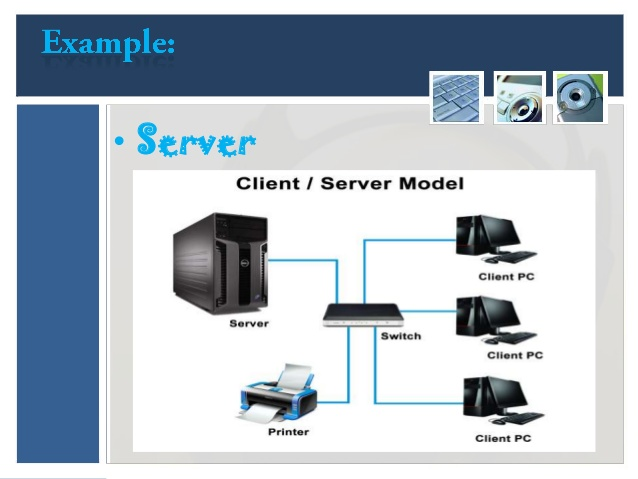 Example:
• Server
Client / Server Model
Client PC
Server
Switch
Client PC
Printer
Client PC